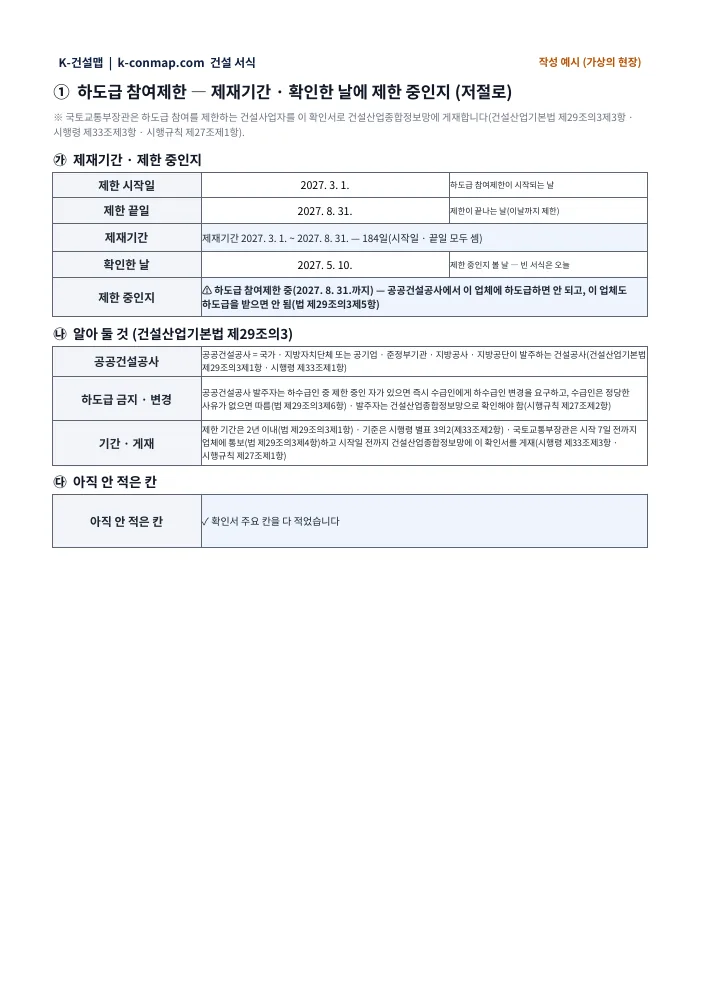 K-건설맵 | k-conmap.com 건설 서식
작성 예시 (가상의 현장)
① 하도급 참여제한 — 제재기간 · 확인한 날에 제한 중인지 (저절로)
※ 국토교통부장관은 하도급 참여를 제한하는 건설사업자를 이 확인서로 건설산업종합정보망에 게재합니다(건설산업기본법 제29조의3제3항 ·
시행령 제33조제3항 · 시행규칙 제27조제1항).
㉮ 제재기간 · 제한 중인지
제한 시작일
2027. 3. 1.
하도급 참여제한이 시작되는 날
제한 끝일
2027. 8. 31.
제한이 끝나는 날(이날까지 제한)
제재기간
제재기간 2027. 3. 1. ~ 2027. 8. 31. — 184일(시작일 · 끝일 모두 셈)
확인한 날
2027. 5. 10.
제한 중인지 볼 날 — 빈 서식은 오늘
제한 중인지
⚠ 하도급 참여제한 중(2027. 8. 31.까지) — 공공건설공사에서 이 업체에 하도급하면 안 되고, 이 업체도
하도급을 받으면 안 됨(법 제29조의3제5항)
㉯ 알아 둘 것 (건설산업기본법 제29조의3)
공공건설공사
공공건설공사 = 국가 · 지방자치단체 또는 공기업 · 준정부기관 · 지방공사 · 지방공단이 발주하는 건설공사(건설산업기본법
제29조의3제1항 · 시행령 제33조제1항)
하도급 금지 · 변경
공공건설공사 발주자는 하수급인 중 제한 중인 자가 있으면 즉시 수급인에게 하수급인 변경을 요구하고, 수급인은 정당한
사유가 없으면 따름(법 제29조의3제6항) · 발주자는 건설산업종합정보망으로 확인해야 함(시행규칙 제27조제2항)
기간 · 게재
제한 기간은 2년 이내(법 제29조의3제1항) · 기준은 시행령 별표 3의2(제33조제2항) · 국토교통부장관은 시작 7일 전까지
업체에 통보(법 제29조의3제4항)하고 시작일 전까지 건설산업종합정보망에 이 확인서를 게재(시행령 제33조제3항 ·
시행규칙 제27조제1항)
㉰ 아직 안 적은 칸
아직 안 적은 칸
✓ 확인서 주요 칸을 다 적었습니다